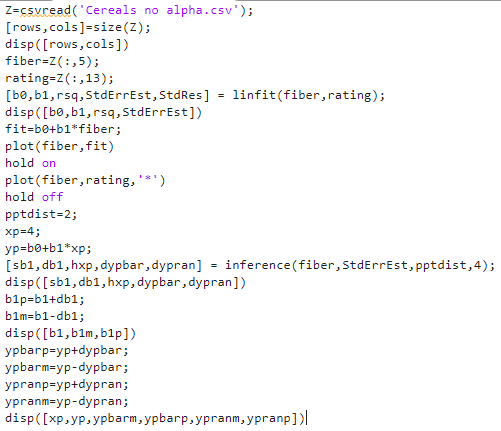 Z=csvread('Cereals no alpha.csv');
[rows,cols]=size(Z);
disp([rows,cols])
fiber=Z(:,5);
rating=Z(:,13);
[b0,b1,rsq,StdErrEst,StdRes] = linfit(fiber,rating);
disp([b0,b1,rsq,StdErrEst])
fit=b0+b1*fiber;
plot(fiber,fit)
hold on
plot(fiber,rating,'*')
hold off
pptdist=2;
xp=4;
yp=b0+b1*xp;
[sb1,db1,hxp,dypbar,dypran] = inference(fiber,StdErrEst,pptdist,4);
disp([sb1,db1,hxp,dypbar,dypran])
b1p=b1+db1;
b1m=b1-db1;
disp([b1,b1m,b1p])
ypbarp=yp+dypbar;
ypbarm=yp-dypbar;
ypranp=yp+dypran;
ypranm=yp-dypran;
disp([xp,yp,ypbarm,ypbarp,ypranm,ypranp])